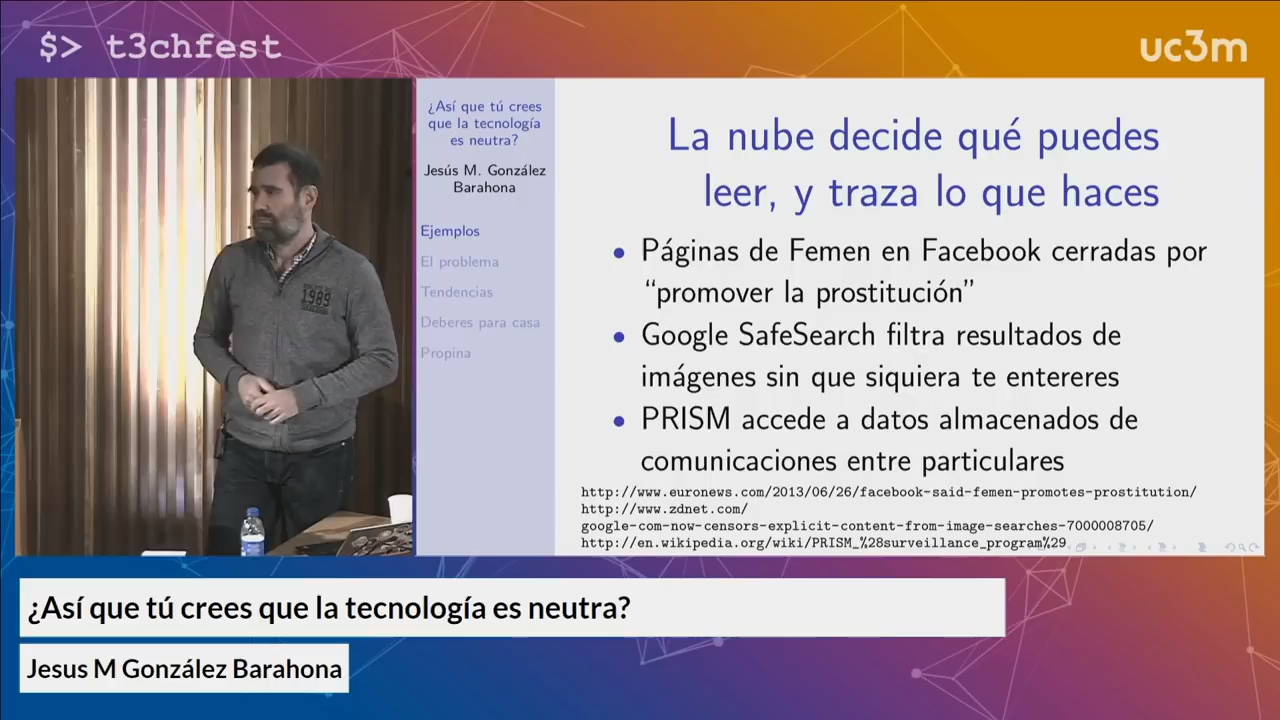 $> t3chfest
uc3m
¿Así que tú crees
que la tecnología
es neutra?
Jesús M. González
Barahona
Ejemplos
El problema
Tendencias
Deberes para casa
Propina
La nube decide qué puedes
leer, y traza lo que haces
• Páginas de Femen en Facebook cerradas por
“promover la prostitución”
• Google SafeSearch filtra resultados de
imágenes sin que siquiera te entereres
• PRISM accede a datos almacenados de
comunicaciones entre particulares
http://www.euronews.com/2013/06/26/facebook-said-femen-promotes-prostitution/
http://www.zdnet.com/
google-com-now-censors-explicit-content-from-image-searches-7000008705/
http://en.wikipedia.org/wiki/PRISM_%28surveillance_program%29
1989
¿Así que tú crees que la tecnología es neutra?
Jesus M González Barahona